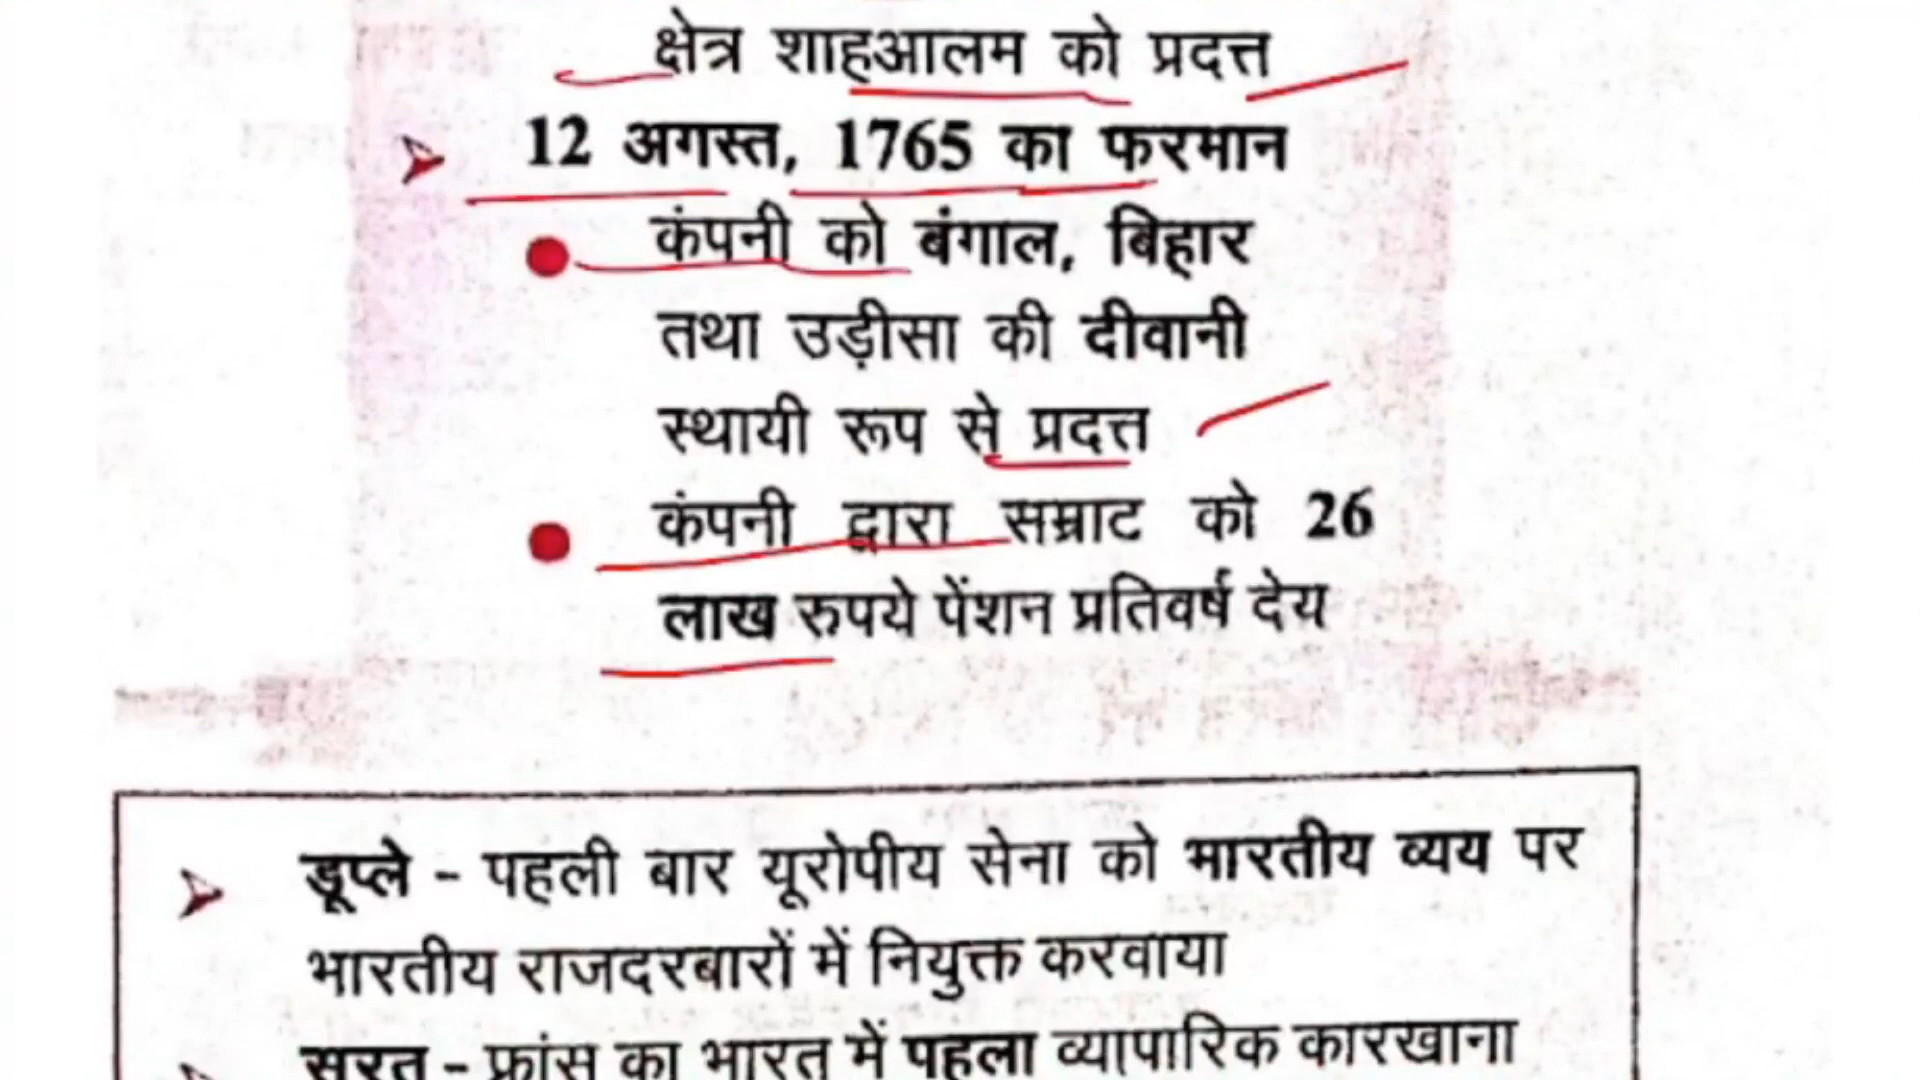 क्षेत्र शाहआलम को प्रदत्त
12 अगस्त, 1765 का फरमान
कंपनी को बंगाल, बिहार
तथा उड़ीसा की दीवानी
स्थायी रूप से प्रदत्त
कंपनी द्वारा सम्राट को 26
लाख रुपये पेंशन प्रतिवर्ष देय
डूप्ले - पहली बार यूरोपीय सेना को भारतीय व्यय पर
भारतीय राजदरबारों में नियुक्त करवाया
सूरत - फ्रांस का भारत में पहला व्यापारिक कारखाना